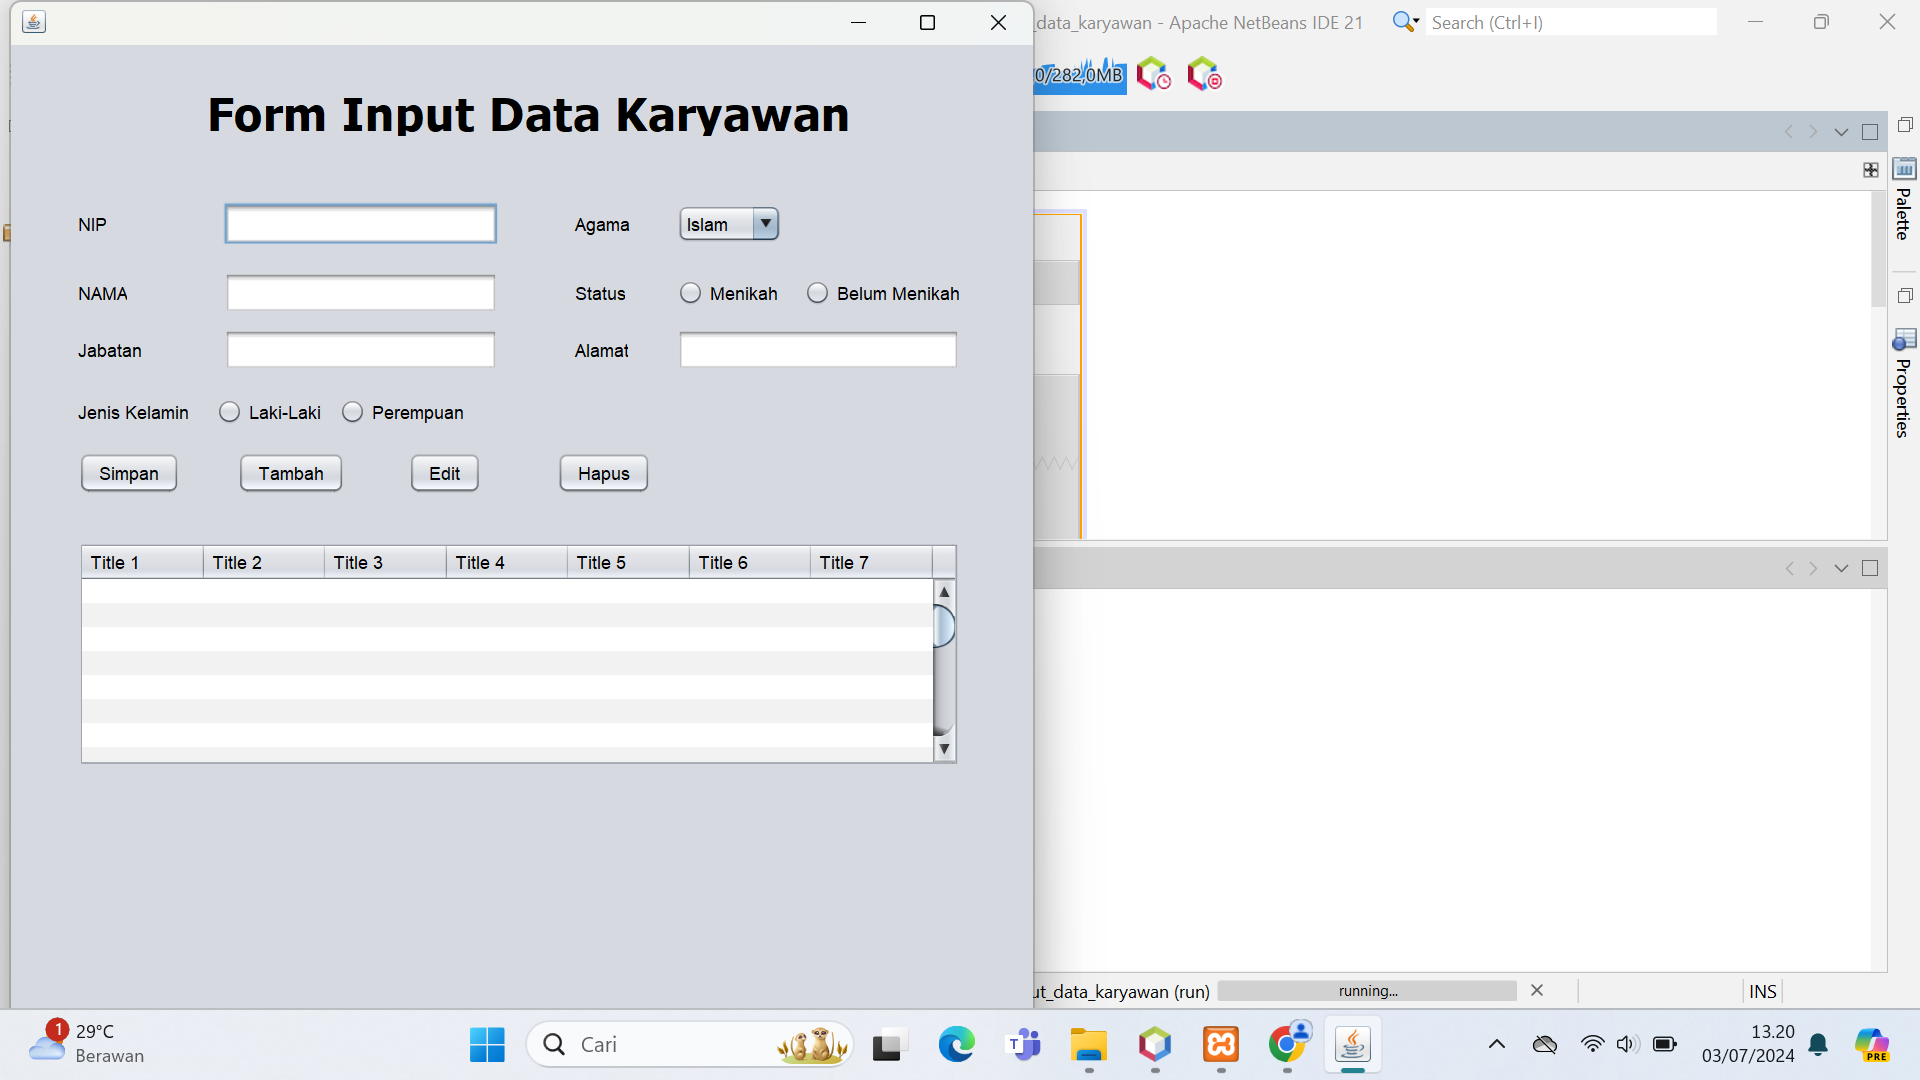 _data_karyawan - Apache NetBeans IDE 21
Search (Ctrl+I)
0/282,0MB
Form Input Data Karyawan
NIP
Agama
Islam
NAMA
Status
Menikah
Belum Menikah
Jabatan
Alamat
Jenis Kelamin
Laki-Laki
Perempuan
Simpan
Tambah
Edit
Hapus
Title 1
Title 2
Title 3
Title 4
Title 5
Title 6
Title 7
Palette
Properties
ut_data_karyawan (run)
running...
INS
1
29°C
Berawan
Cari
T
PRE
13.20
03/07/2024